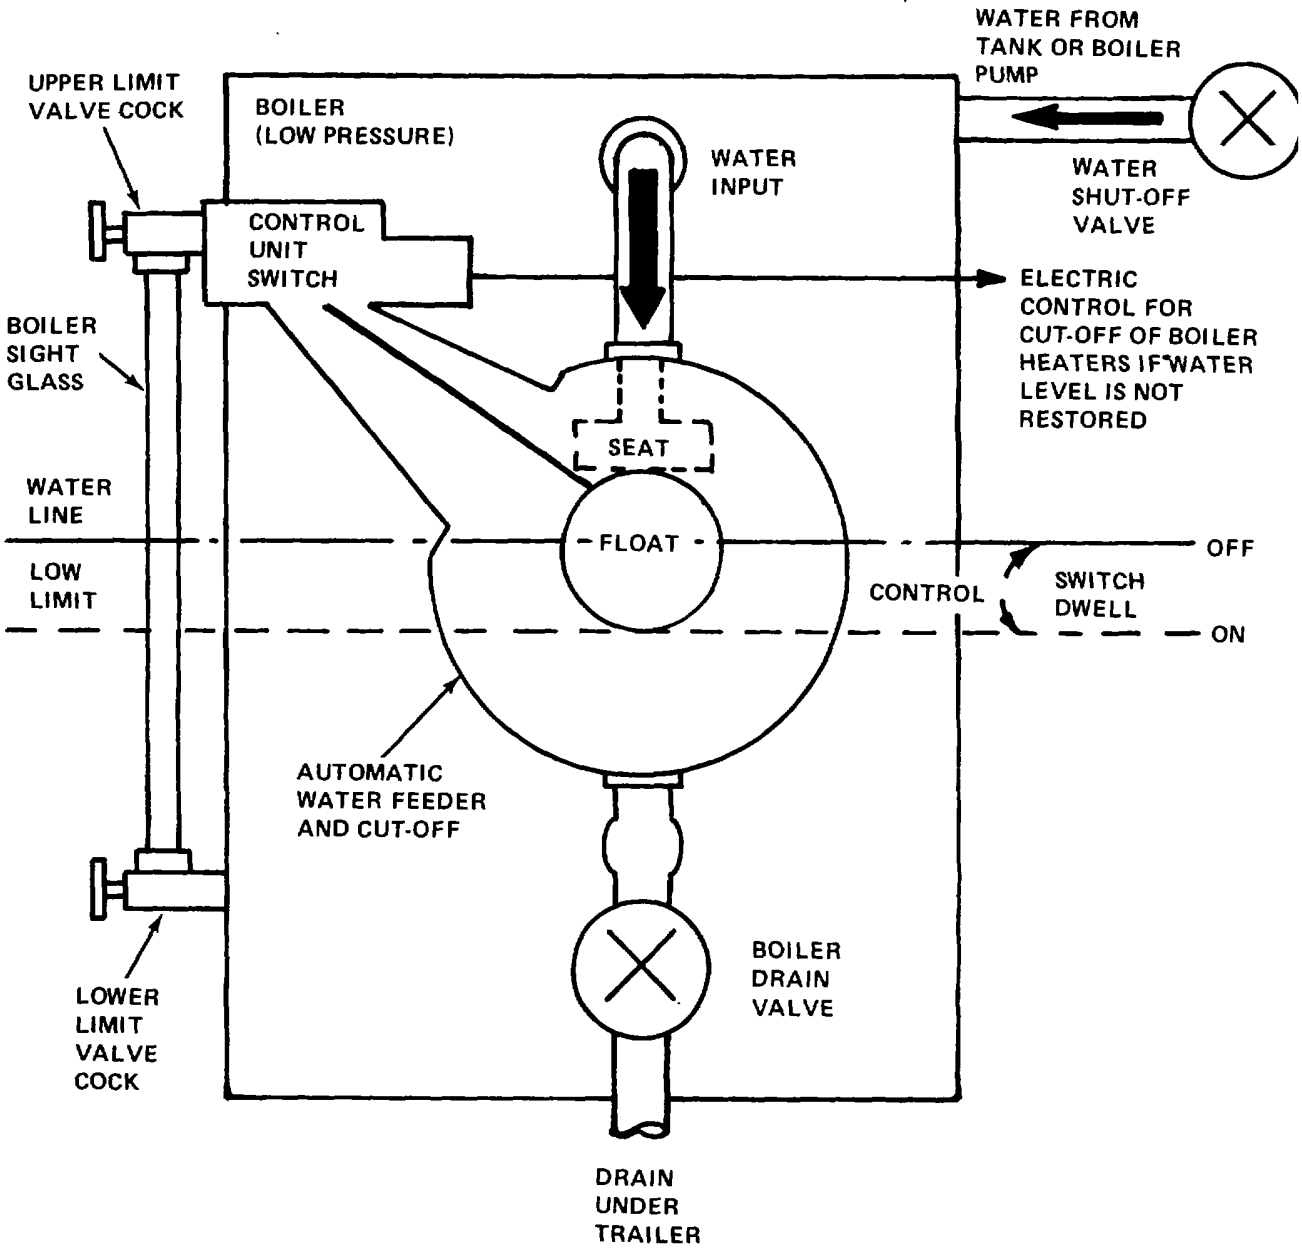 WATER FROM
TANK OR BOILER
PUMP
UPPER LIMIT
VALVE COCK
BOILER
(LOW PRESSURE)
WATER
INPUT
WATER
SHUT-OFF
VALVE
CONTROL
UNIT
SWITCH
ELECTRIC
CONTROL FOR
CUT-OFF OF BOILER
HEATERS IF WATER
LEVEL IS NOT
RESTORED
BOILER
SIGHT
GLASS
SEAT
WATER
LINE
FLOAT
OFF
LOW
LIMIT
CONTROL
SWITCH
DWELL
ON
AUTOMATIC
WATER FEEDER
AND CUT-OFF
BOILER
DRAIN
VALVE
LOWER
LIMIT
VALVE
COCK
DRAIN
UNDER
TRAILER